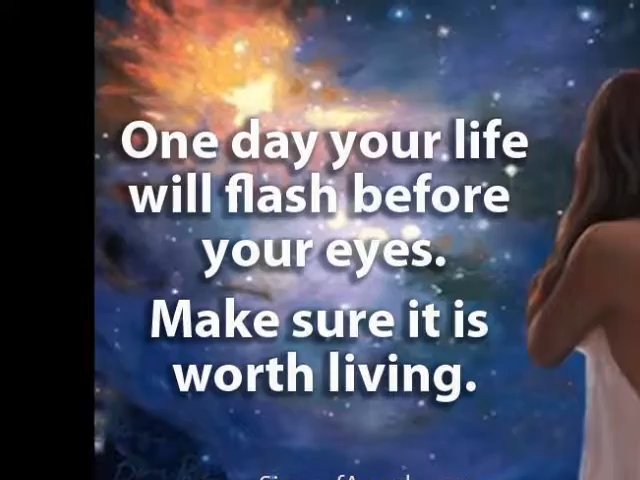 One day your life
will flash before
your eyes.
Make sure it is
worth living.